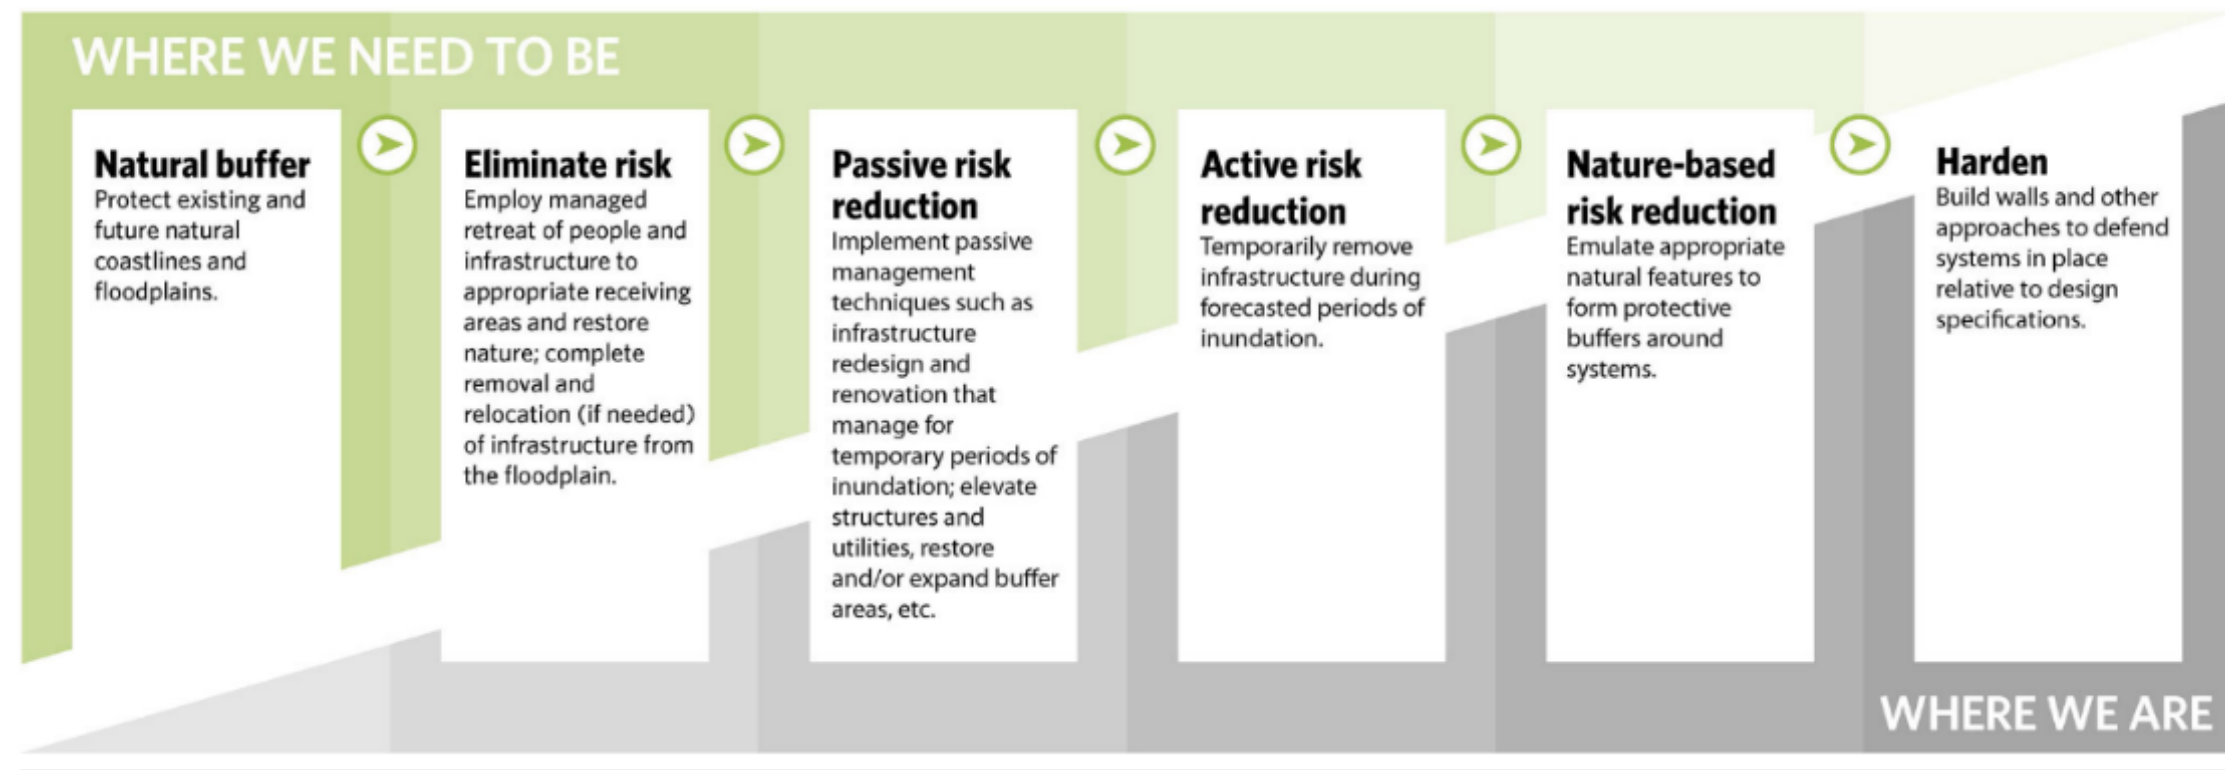 WHERE WE NEED TO BE
Natural buffer
Protect existing and
future natural
coastlines and
floodplains.
Eliminate risk
Employ managed
retreat of people and
infrastructure to
appropriate receiving
areas and restore
nature; complete
removal and
relocation (if needed)
of infrastructure from
the floodplain.
Passive risk
reduction
Implement passive
management
techniques such as
infrastructure
redesign and
renovation that
manage for
temporary periods of
inundation; elevate
structures and
utilities, restore
and/or expand buffer
areas, etc.
Active risk
reduction
Temporarily remove
infrastructure during
forecasted periods of
inundation.
Nature-based
risk reduction
Emulate appropriate
natural features to
form protective
buffers around
systems.
Harden
Build walls and other
approaches to defend
systems in place
relative to design
specifications.
WHERE WE ARE